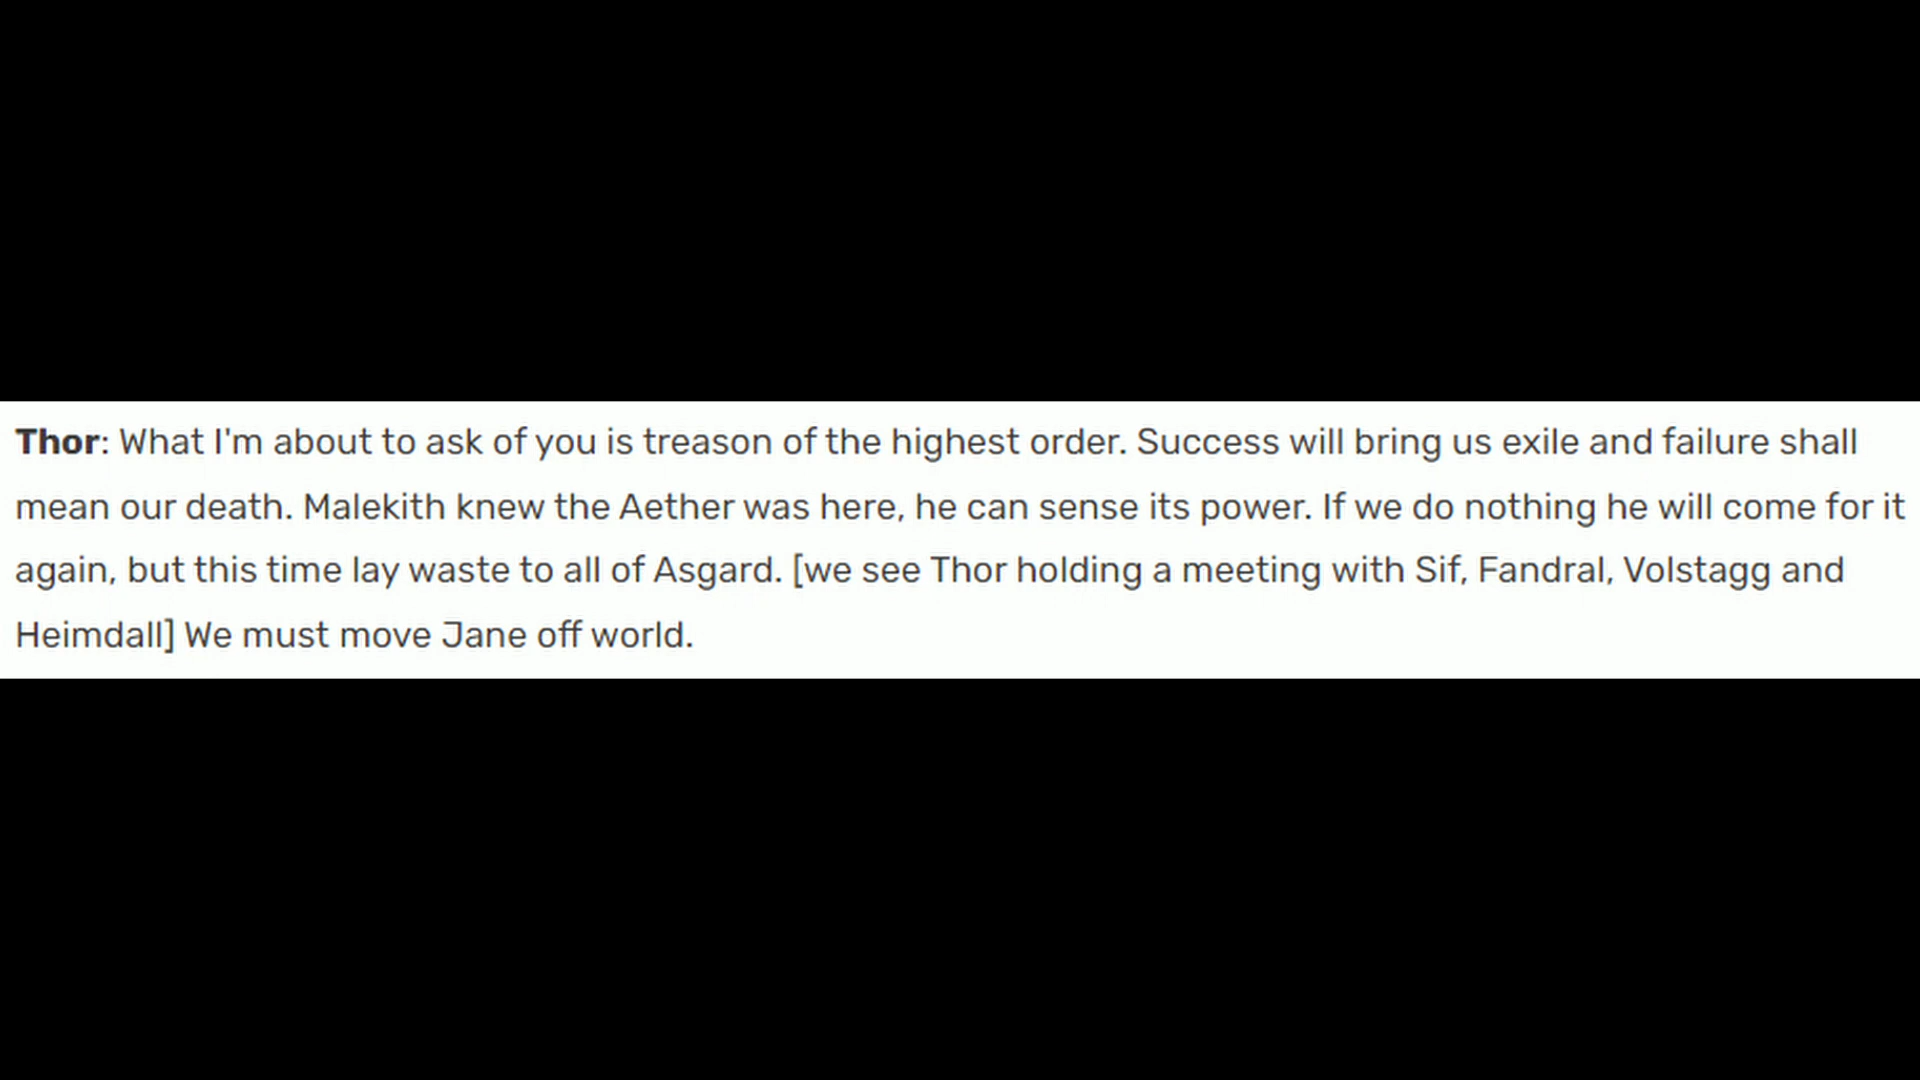 Thor: What I'm about to ask of you is treason of the highest order. Success will bring us exile and failure shall
mean our death. Malekith knew the Aether was here, he can sense its power. If we do nothing he will come for it
again, but this time lay waste to all of Asgard. [we see Thor holding a meeting with Sif, Fandral, Volstagg and
Heimdall] We must move Jane off world.